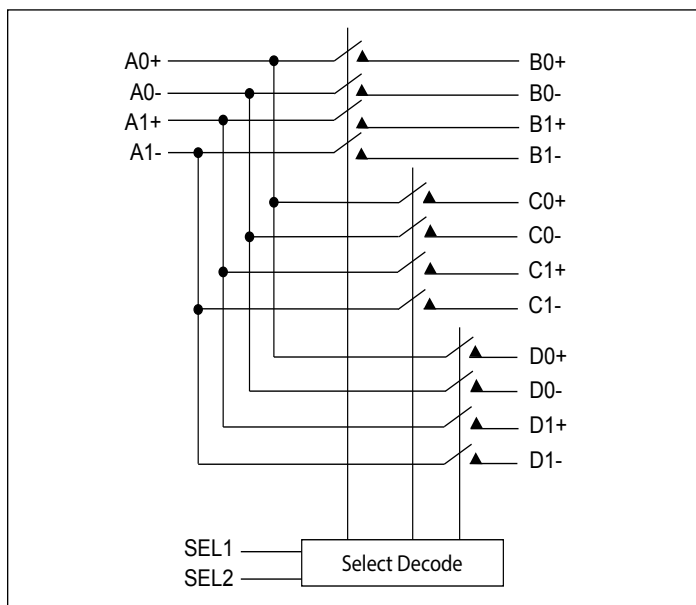 A0+
B0+
A0-
B0-
A1+
B1+
A1-
B1-
C0+
C0-
C1+
C1-
D0+
D0-
D1+
D1-
SEL1
SEL2
Select Decode